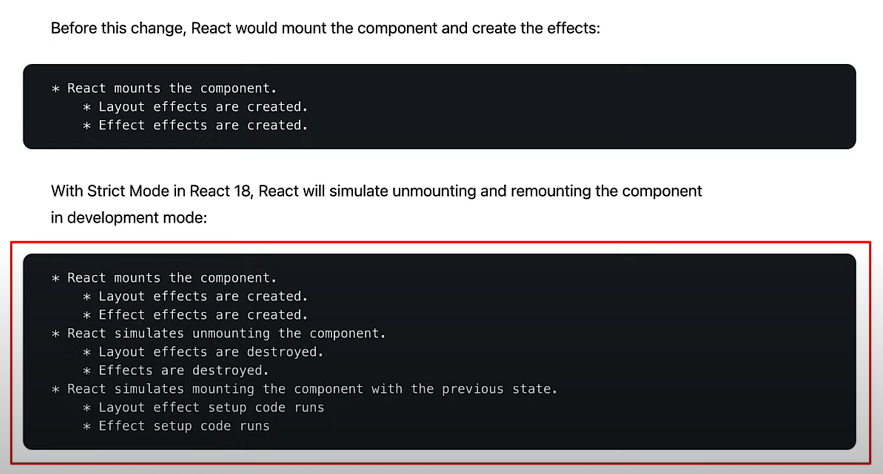 Before this change, React would mount the component and create the effects:
* React mounts the component.
* Layout effects are created.
* Effect effects are created.
With Strict Mode in React 18, React will simulate unmounting and remounting the component
in development mode:
* React mounts the component.
* Layout effects are created.
* Effect effects are created.
* React simulates unmounting the component.
* Layout effects are destroyed.
* Effects are destroyed.
* React simulates mounting the component with the previous state.
* Layout effect setup code runs
* Effect setup code runs